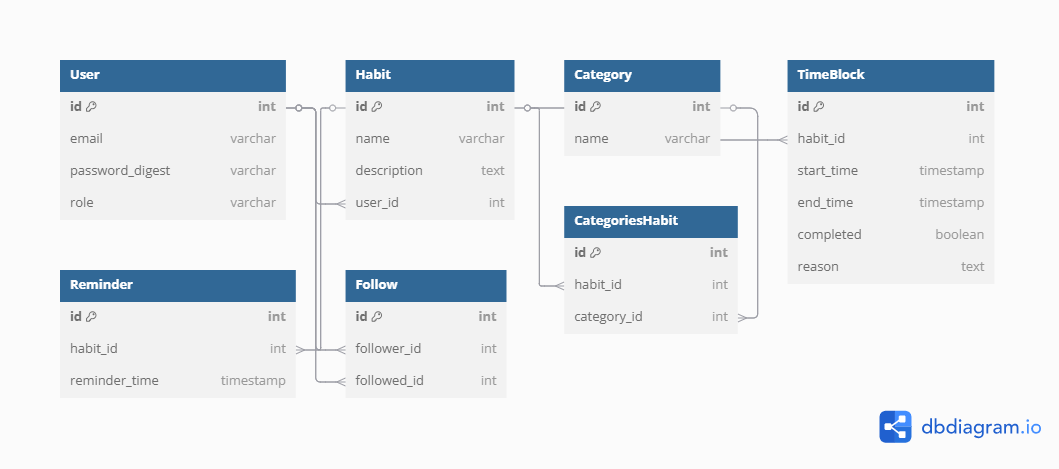 User
id int
email varchar
password_digest varchar
role varchar
Habit
id int
name varchar
description text
user_id int
Category
id int
name varchar
TimeBlock
id int
habit_id int
start_time timestamp
end_time timestamp
completed boolean
reason text
CategoriesHabit
id int
habit_id int
category_id int
Reminder
id int
habit_id int
reminder_time timestamp
Follow
id int
follower_id int
followed_id int
dbdiagram.io